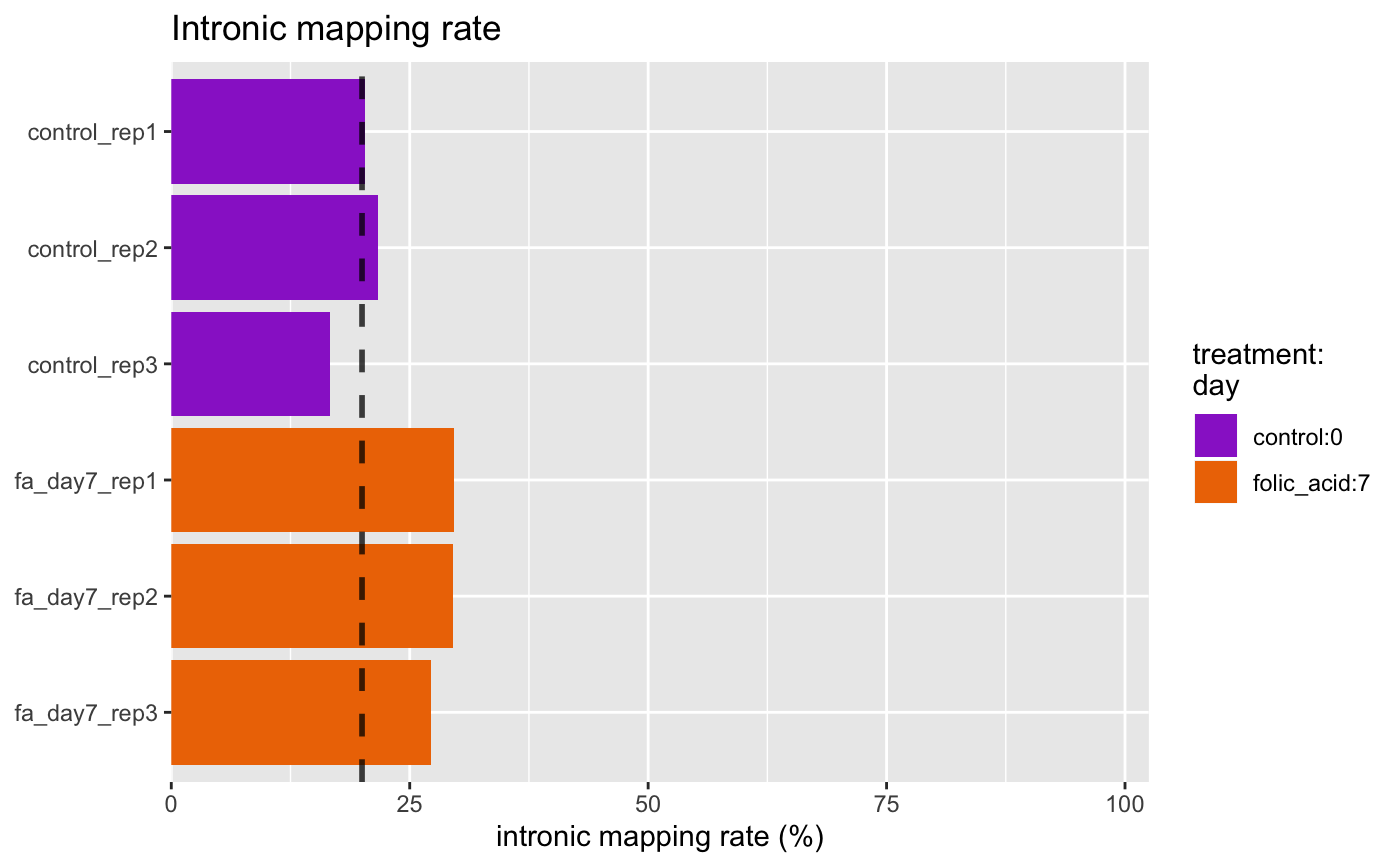 Intronic mapping rate
control_rep1
control_rep2
control_rep3
fa_day7_rep1
fa_day7_rep2
fa_day7_rep3
0
25
50
75
100
intronic mapping rate (%)
treatment:
day
control:0
folic_acid:7